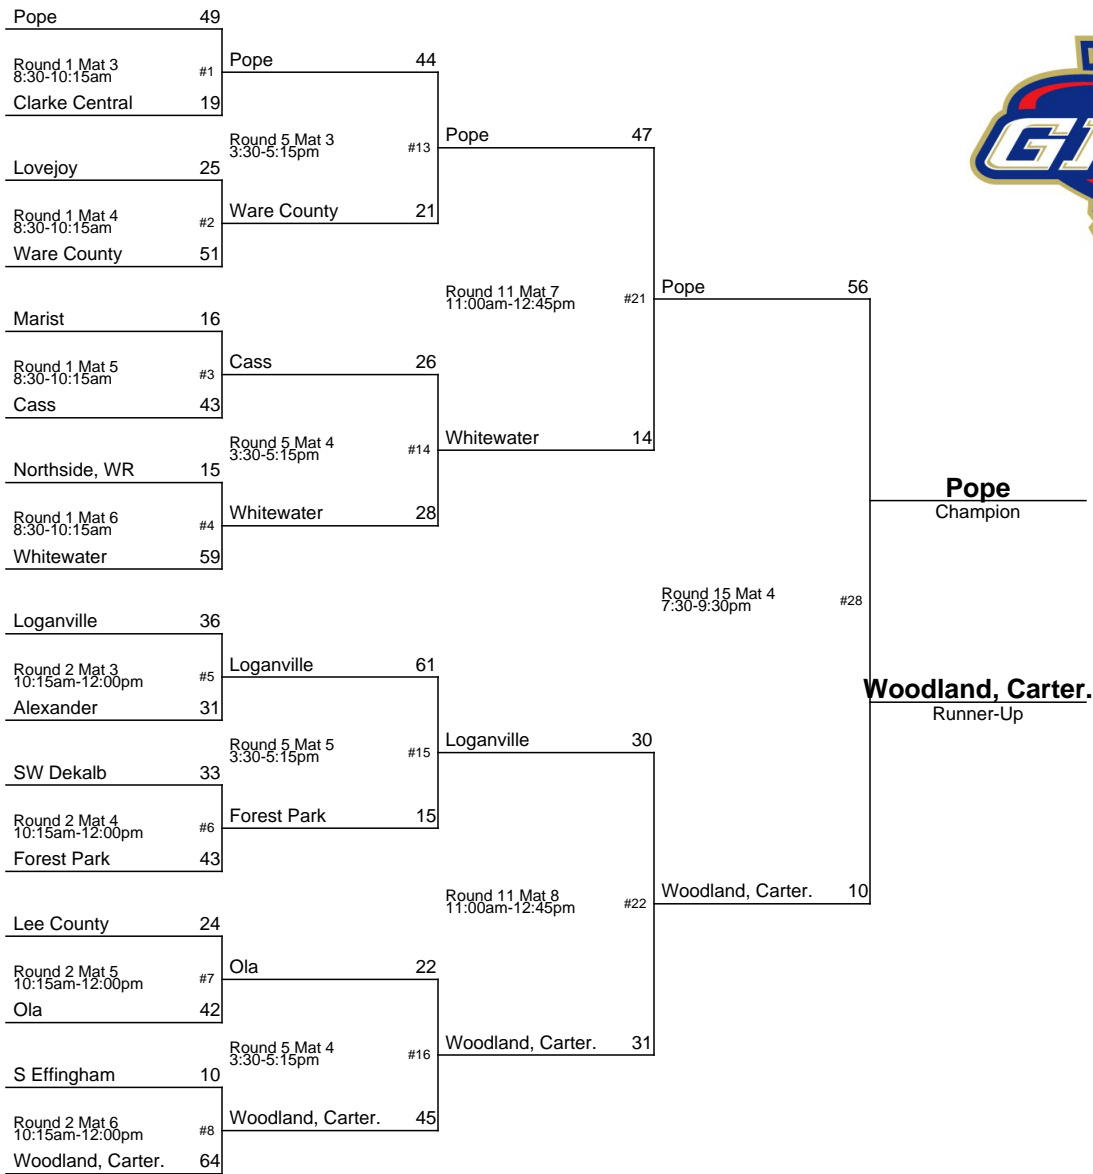 Pope 49
Round 1 Mat 3
8:30-10:15am
#1
Clarke Central 19
Pope 44
Lovejoy 25
Round 1 Mat 4
8:30-10:15am
#2
Ware County 51
Round 5 Mat 3
3:30-5:15pm
#13
Ware County 21
Pope 47
Marist 16
Round 1 Mat 5
8:30-10:15am
#3
Cass 43
Cass 26
Northside, WR 15
Round 1 Mat 6
8:30-10:15am
#4
Whitewater 59
Round 5 Mat 4
3:30-5:15pm
#14
Whitewater 28
Whitewater 14
Round 11 Mat 7
11:00am-12:45pm
#21
Pope 56
Loganville 36
Round 2 Mat 3
10:15am-12:00pm
#5
Alexander 31
Loganville 61
SW Dekalb 33
Round 2 Mat 4
10:15am-12:00pm
#6
Forest Park 43
Round 5 Mat 5
3:30-5:15pm
#15
Forest Park 15
Loganville 30
Lee County 24
Round 2 Mat 5
10:15am-12:00pm
#7
Ola 42
Ola 22
S Effingham 10
Round 2 Mat 6
10:15am-12:00pm
#8
Woodland, Carter. 64
Round 5 Mat 4
3:30-5:15pm
#16
Woodland, Carter. 45
Woodland, Carter. 31
Round 11 Mat 8
11:00am-12:45pm
#22
Woodland, Carter. 10
Round 15 Mat 4
7:30-9:30pm
#28
Pope
Champion
Woodland, Carter.
Runner-Up